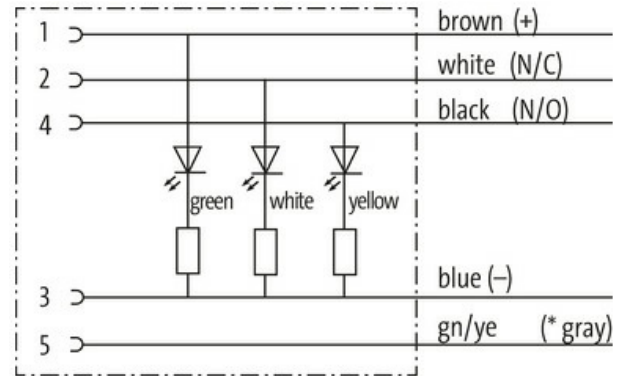 1 brown (+)
2 white (N/C)
4 black (N/O)
green white yellow
3 blue (–)
5 gn/ye (* gray)